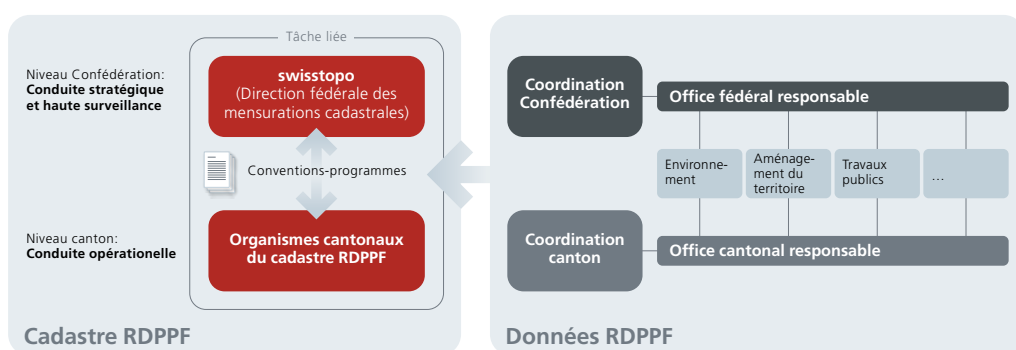 Tâche liée
Niveau Confédération:
Conduite stratégique
et haute surveillance
swisstopo
(Direction fédérale des
mensurations cadastrales)
Conventions-programmes
Niveau canton:
Conduite opérationelle
Organismes cantonaux
du cadastre RDPPF
Cadastre RDPPF
Coordination
Confédération
Office fédéral responsable
Environne-
ment
Aménage-
ment du
territoire
Travaux
publics
...
Coordination
canton
Office cantonal responsable
Données RDPPF